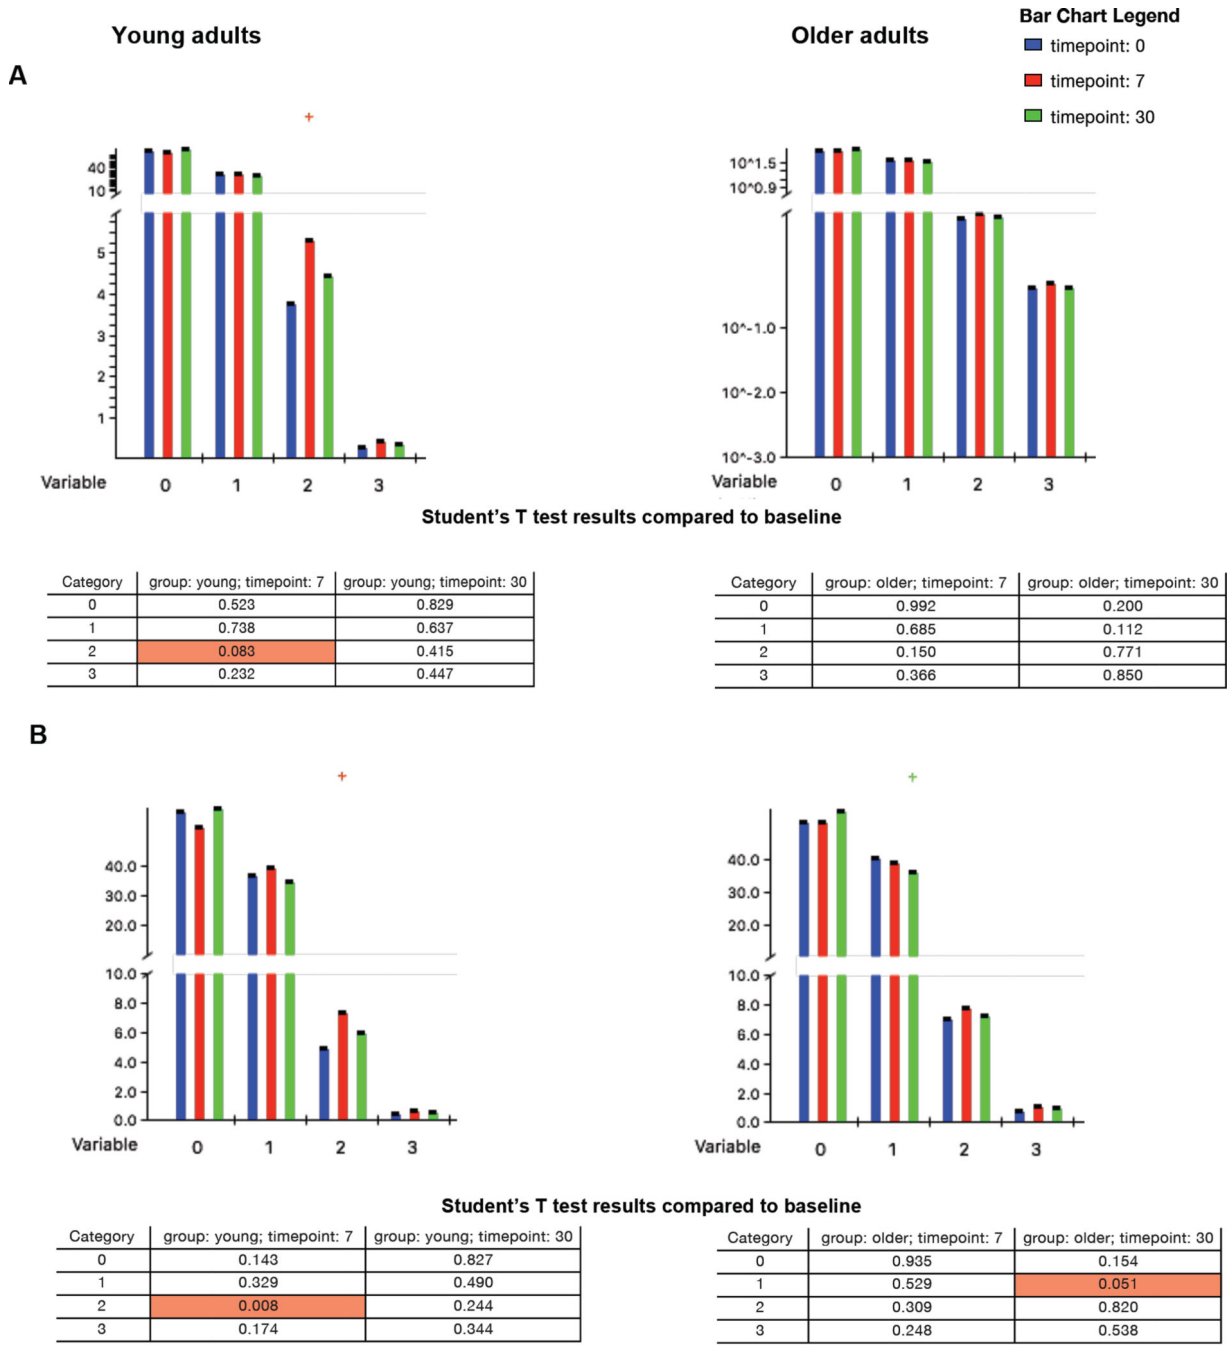 Young adults
Older adults
Bar Chart Legend
timepoint: 0
timepoint: 7
timepoint: 30
A
+
40
10
5
4
3
2
1
Variable 0 1 2 3
10^1.5
10^0.9
10^-1.0
10^-2.0
10^-3.0
Variable 0 1 2 3
Student's T test results compared to baseline
Category group: young; timepoint: 7 group: young; timepoint: 30
0 0.523 0.829
1 0.738 0.637
2 0.083 0.415
3 0.232 0.447
Category group: older; timepoint: 7 group: older; timepoint: 30
0 0.992 0.200
1 0.685 0.112
2 0.150 0.771
3 0.366 0.850
B
+
40.0
30.0
20.0
10.0
8.0
6.0
4.0
2.0
0.0
Variable 0 1 2 3
+
40.0
30.0
20.0
10.0
8.0
6.0
4.0
2.0
0.0
Variable 0 1 2 3
Student's T test results compared to baseline
Category group: young; timepoint: 7 group: young; timepoint: 30
0 0.143 0.827
1 0.329 0.490
2 0.008 0.244
3 0.174 0.344
Category group: older; timepoint: 7 group: older; timepoint: 30
0 0.935 0.154
1 0.529 0.051
2 0.309 0.820
3 0.248 0.538